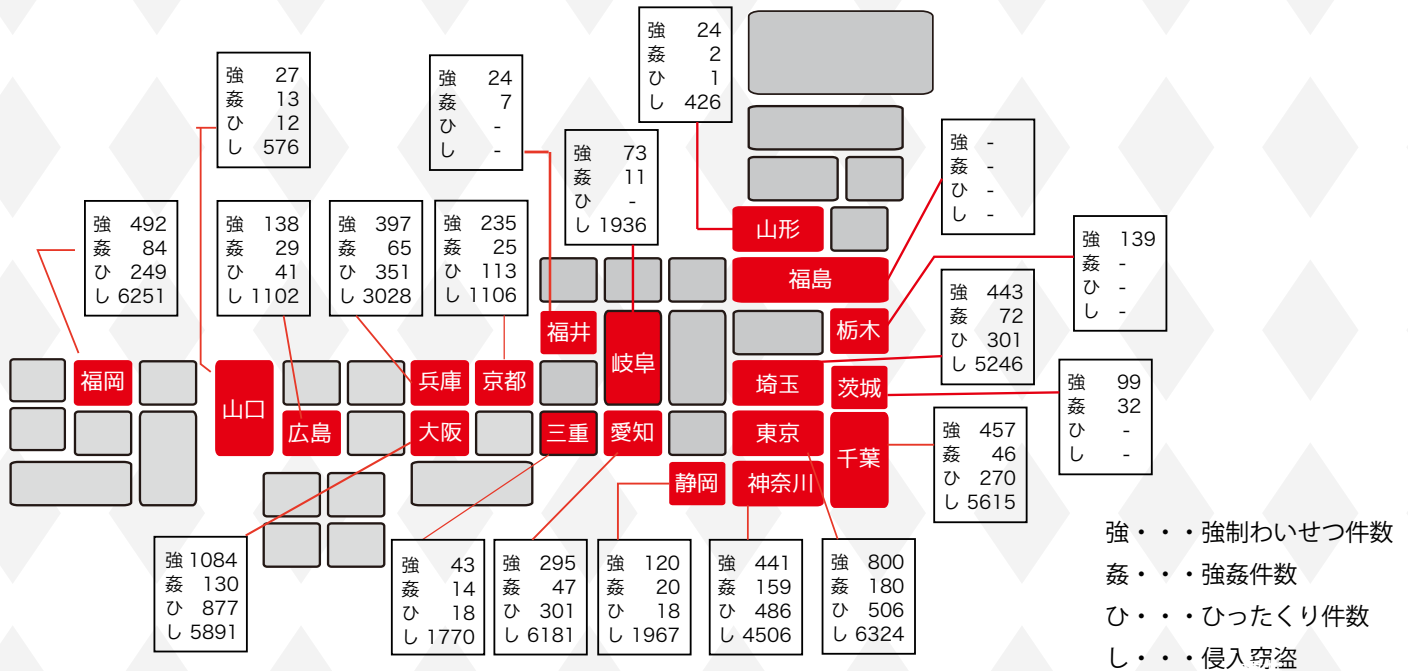 強 24
姦 2
ひ 1
し 426
強 27
姦 13
ひ 12
し 576
強 24
姦 7
ひ -
し -
強 73
姦 11
ひ -
し 1936
強 -
姦 -
ひ -
し -
強 492
姦 84
ひ 249
し 6251
強 138
姦 29
ひ 41
し 1102
強 397
姦 65
ひ 351
し 3028
強 235
姦 25
ひ 113
し 1106
強 139
姦 -
ひ -
し -
強 443
姦 72
ひ 301
し 5246
強 99
姦 32
ひ -
し -
強 457
姦 46
ひ 270
し 5615
山形
福島
福井
岐阜
栃木
福岡
山口
兵庫
京都
埼玉
茨城
広島
大阪
三重
愛知
東京
千葉
静岡
神奈川
強 1084
姦 130
ひ 877
し 5891
強 43
姦 14
ひ 18
し 1770
強 295
姦 47
ひ 301
し 6181
強 120
姦 20
ひ 18
し 1967
強 441
姦 159
ひ 486
し 4506
強 800
姦 180
ひ 506
し 6324
強・・・強制わいせつ件数
姦・・・強姦件数
ひ・・・ひったくり件数
し・・・侵入窃盗